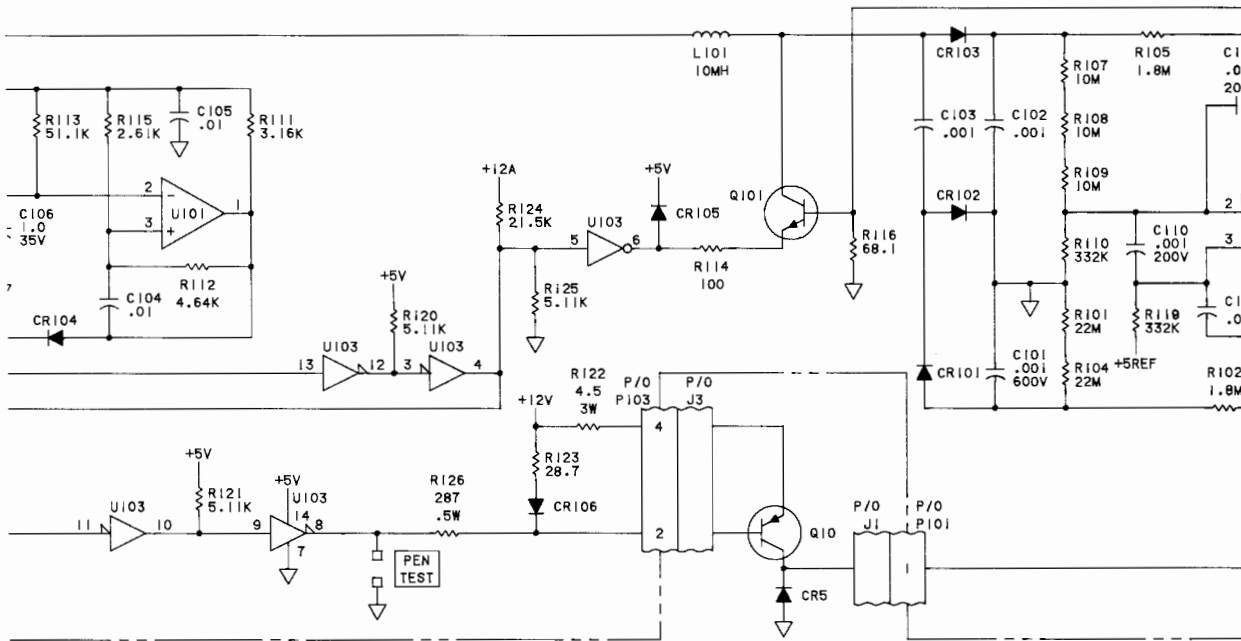 L101
10MH
CR103
R105
1.8M
C1
.0
20
R107
10M
R108
10M
R109
10M
C103
.001
C102
.001
CR102
R113
51.1K
R115
2.61K
C105
.01
R111
3.16K
2
-
3
+
U101
1
C106
1.0
35V
R112
4.64K
C104
.01
CR104
7
+12A
R124
21.5K
+5V
CR105
U103
5
6
R114
100
Q101
R116
68.1
R125
5.11K
2
3
R110
332K
C110
.001
200V
R101
22M
R119
332K
+5REF
C1
.0
R104
22M
C101
.001
600V
CR101
R102
1.8M
+5V
R120
5.11K
U103
13
12
U103
3
4
R122
4.5
3W
+12V
R123
28.7
CR106
P/O
P103
P/O
J3
4
2
+5V
R121
5.11K
U103
11
10
+5V
U103
9
14
8
7
R126
287
.5W
PEN
TEST
Q10
CR5
P/O
J1
P/O
P101
1